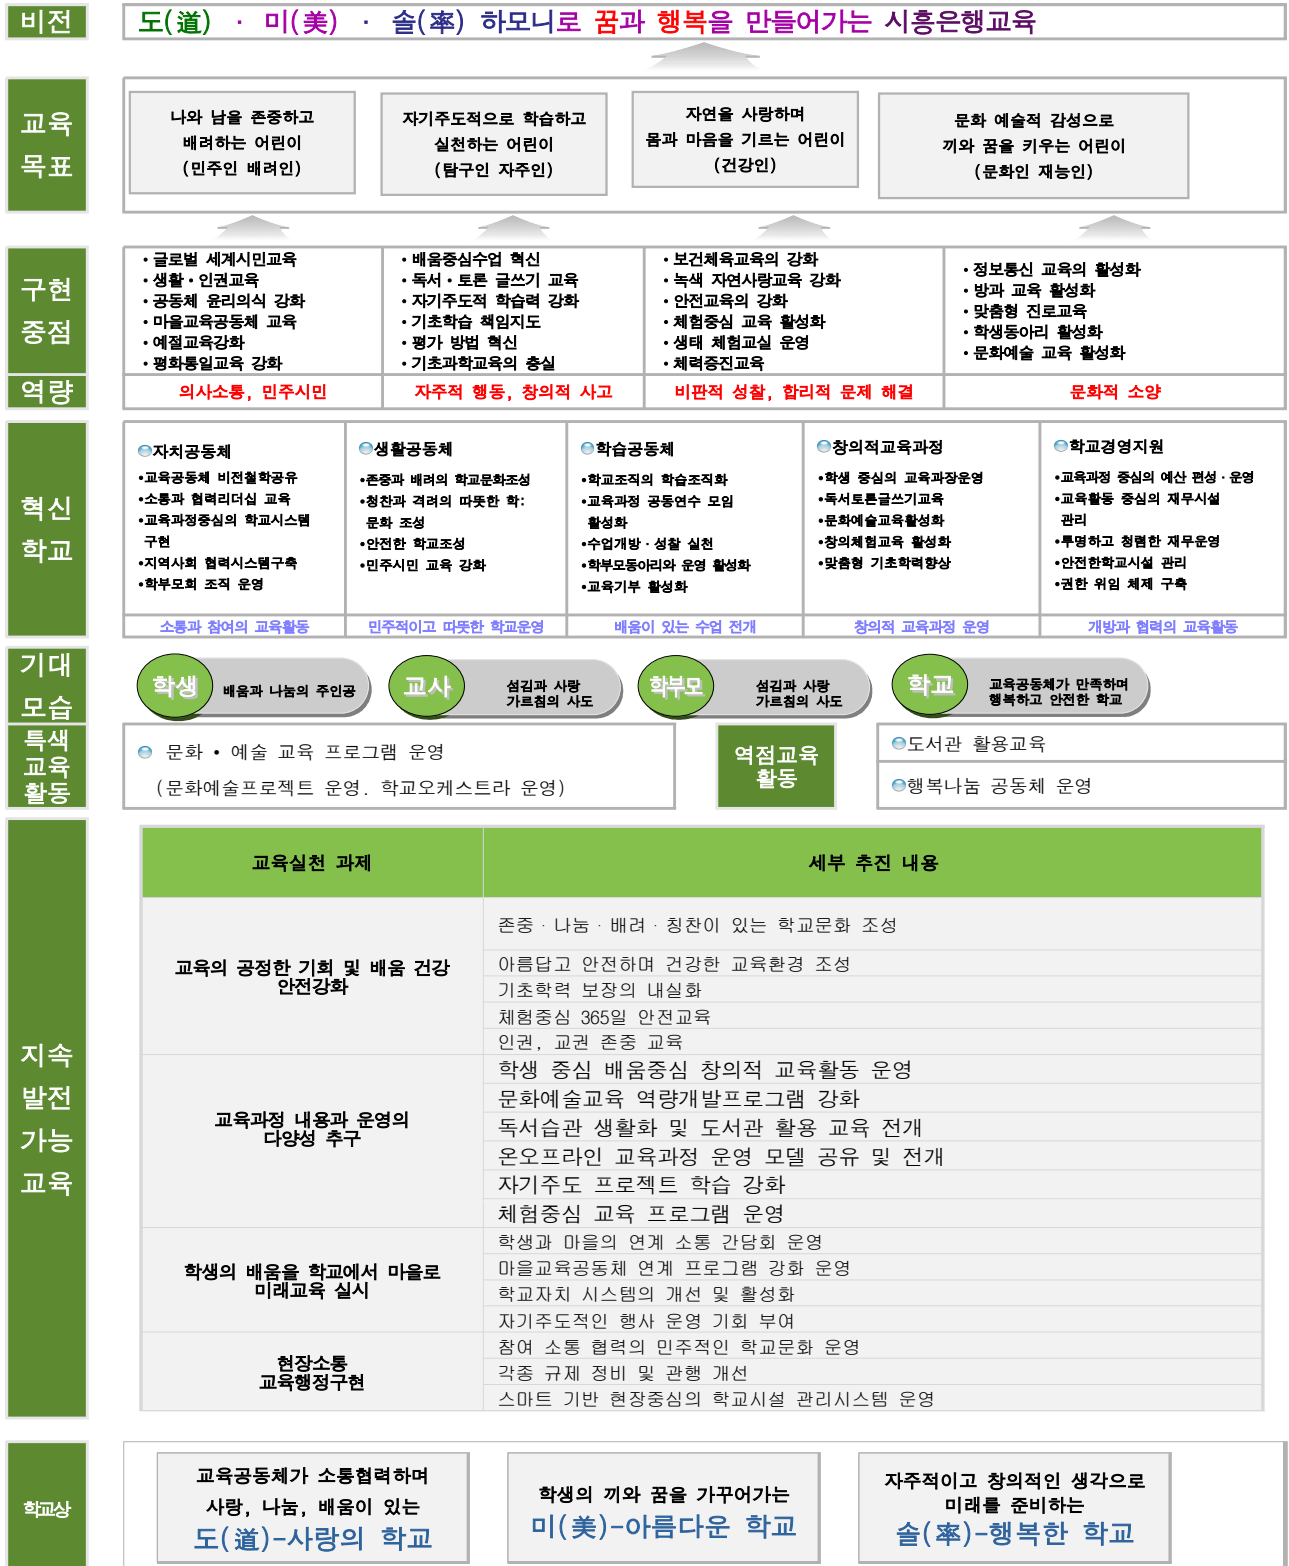 비전
도(道) · 미(美) · 솔(率) 하모니로 꿈과 행복을 만들어가는 시흥은행교육
교육
목표
나와 남을 존중하고
배려하는 어린이
(민주인 배려인)
자기주도적으로 학습하고
실천하는 어린이
(탐구인 자주인)
자연을 사랑하며
몸과 마음을 기르는 어린이
(건강인)
문화 예술적 감성으로
끼와 꿈을 키우는 어린이
(문화인 재능인)
구현
중점
• 글로벌 세계시민교육
• 생활 • 인권교육
• 공동체 윤리의식 강화
• 마을교육공동체 교육
• 예절교육강화
• 평화통일교육 강화
• 배움중심수업 혁신
• 독서 • 토론 글쓰기 교육
• 자기주도적 학습력 강화
• 기초학습 책임지도
• 평가 방법 혁신
• 기초과학교육의 충실
• 보건체육교육의 강화
• 녹색 자연사랑교육 강화
• 안전교육의 강화
• 체험중심 교육 활성화
• 생태 체험교실 운영
• 체력증진교육
• 정보통신 교육의 활성화
• 방과 교육 활성화
• 맞춤형 진로교육
• 학생동아리 활성화
• 문화예술 교육 활성화
역량
의사소통, 민주시민
자주적 행동, 창의적 사고
비판적 성찰, 합리적 문제 해결
문화적 소양
혁신
학교
자치공동체
•교육공동체 비전철학공유
•소통과 협력리더십 교육
•교육과정중심의 학교시스템
구현
•지역사회 협력시스템구축
•학부모회 조직 운영
생활공동체
•존중과 배려의 학교문화조성
•칭찬과 격려의 따뜻한 학:
문화 조성
•안전한 학교조성
•민주시민 교육 강화
학습공동체
•학교조직의 학습조직화
•교육과정 공동연수 모임
활성화
•수업개방 · 성찰 실천
•학부모동아리와 운영 활성화
•교육기부 활성화
창의적교육과정
•학생 중심의 교육과장운영
•독서토론글쓰기교육
•문화예술교육활성화
•창의체험교육 활성화
•맞춤형 기초학력향상
학교경영지원
•교육과정 중심의 예산 편성 · 운영
•교육활동 중심의 재무시설
관리
•투명하고 청렴한 재무운영
•안전한학교시설 관리
•권한 위임 체제 구축
소통과 참여의 교육활동
민주적이고 따뜻한 학교운영
배움이 있는 수업 전개
창의적 교육과정 운영
개방과 협력의 교육활동
기대
모습
학생
배움과 나눔의 주인공
교사
섬김과 사랑
가르침의 사도
학부모
섬김과 사랑
가르침의 사도
학교
교육공동체가 만족하며
행복하고 안전한 학교
특색
교육
활동
문화 • 예술 교육 프로그램 운영
(문화예술프로젝트 운영. 학교오케스트라 운영)
역점교육
활동
도서관 활용교육
행복나눔 공동체 운영
지속
발전
가능
교육
교육실천 과제
세부 추진 내용
교육의 공정한 기회 및 배움 건강
안전강화
존중 · 나눔 · 배려 · 칭찬이 있는 학교문화 조성
아름답고 안전하며 건강한 교육환경 조성
기초학력 보장의 내실화
체험중심 365일 안전교육
인권, 교권 존중 교육
교육과정 내용과 운영의
다양성 추구
학생 중심 배움중심 창의적 교육활동 운영
문화예술교육 역량개발프로그램 강화
독서습관 생활화 및 도서관 활용 교육 전개
온오프라인 교육과정 운영 모델 공유 및 전개
자기주도 프로젝트 학습 강화
체험중심 교육 프로그램 운영
학생의 배움을 학교에서 마을로
미래교육 실시
학생과 마을의 연계 소통 간담회 운영
마을교육공동체 연계 프로그램 강화 운영
학교자치 시스템의 개선 및 활성화
자기주도적인 행사 운영 기회 부여
현장소통
교육행정구현
참여 소통 협력의 민주적인 학교문화 운영
각종 규제 정비 및 관행 개선
스마트 기반 현장중심의 학교시설 관리시스템 운영
학교상
교육공동체가 소통협력하며
사랑, 나눔, 배움이 있는
도(道)-사랑의 학교
학생의 끼와 꿈을 가꾸어가는
미(美)-아름다운 학교
자주적이고 창의적인 생각으로
미래를 준비하는
솔(率)-행복한 학교